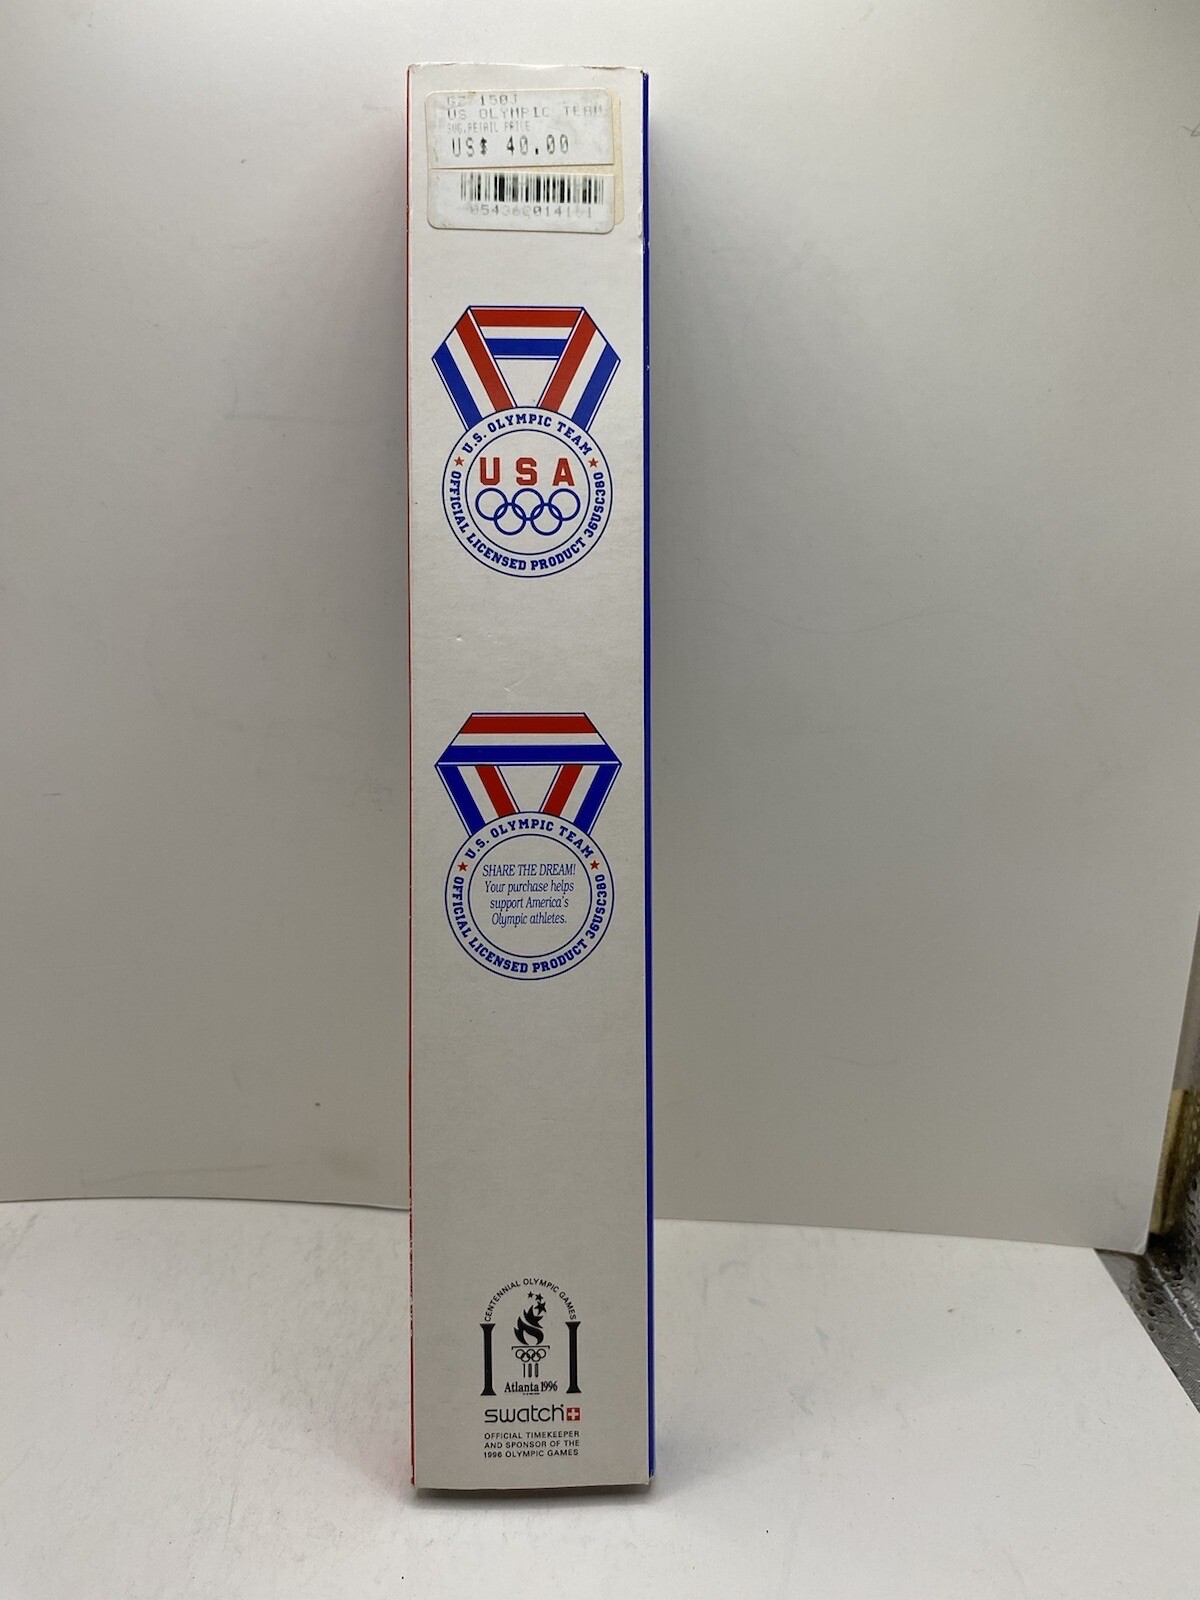 GZ 150J
US OLYMPIC TEAM
SUG.RETAIL PRICE
US$ 40.00
U.S. OLYMPIC TEAM
USA
OFFICIAL LICENSED PRODUCT 36USC380
U.S. OLYMPIC TEAM
SHARE THE DREAM!
Your purchase helps
support America's
Olympic athletes.
OFFICIAL LICENSED PRODUCT 36USC380
CENTENNIAL OLYMPIC GAMES
100
Atlanta 1996
swatch
OFFICIAL TIMEKEEPER
AND SPONSOR OF THE
1996 OLYMPIC GAMES